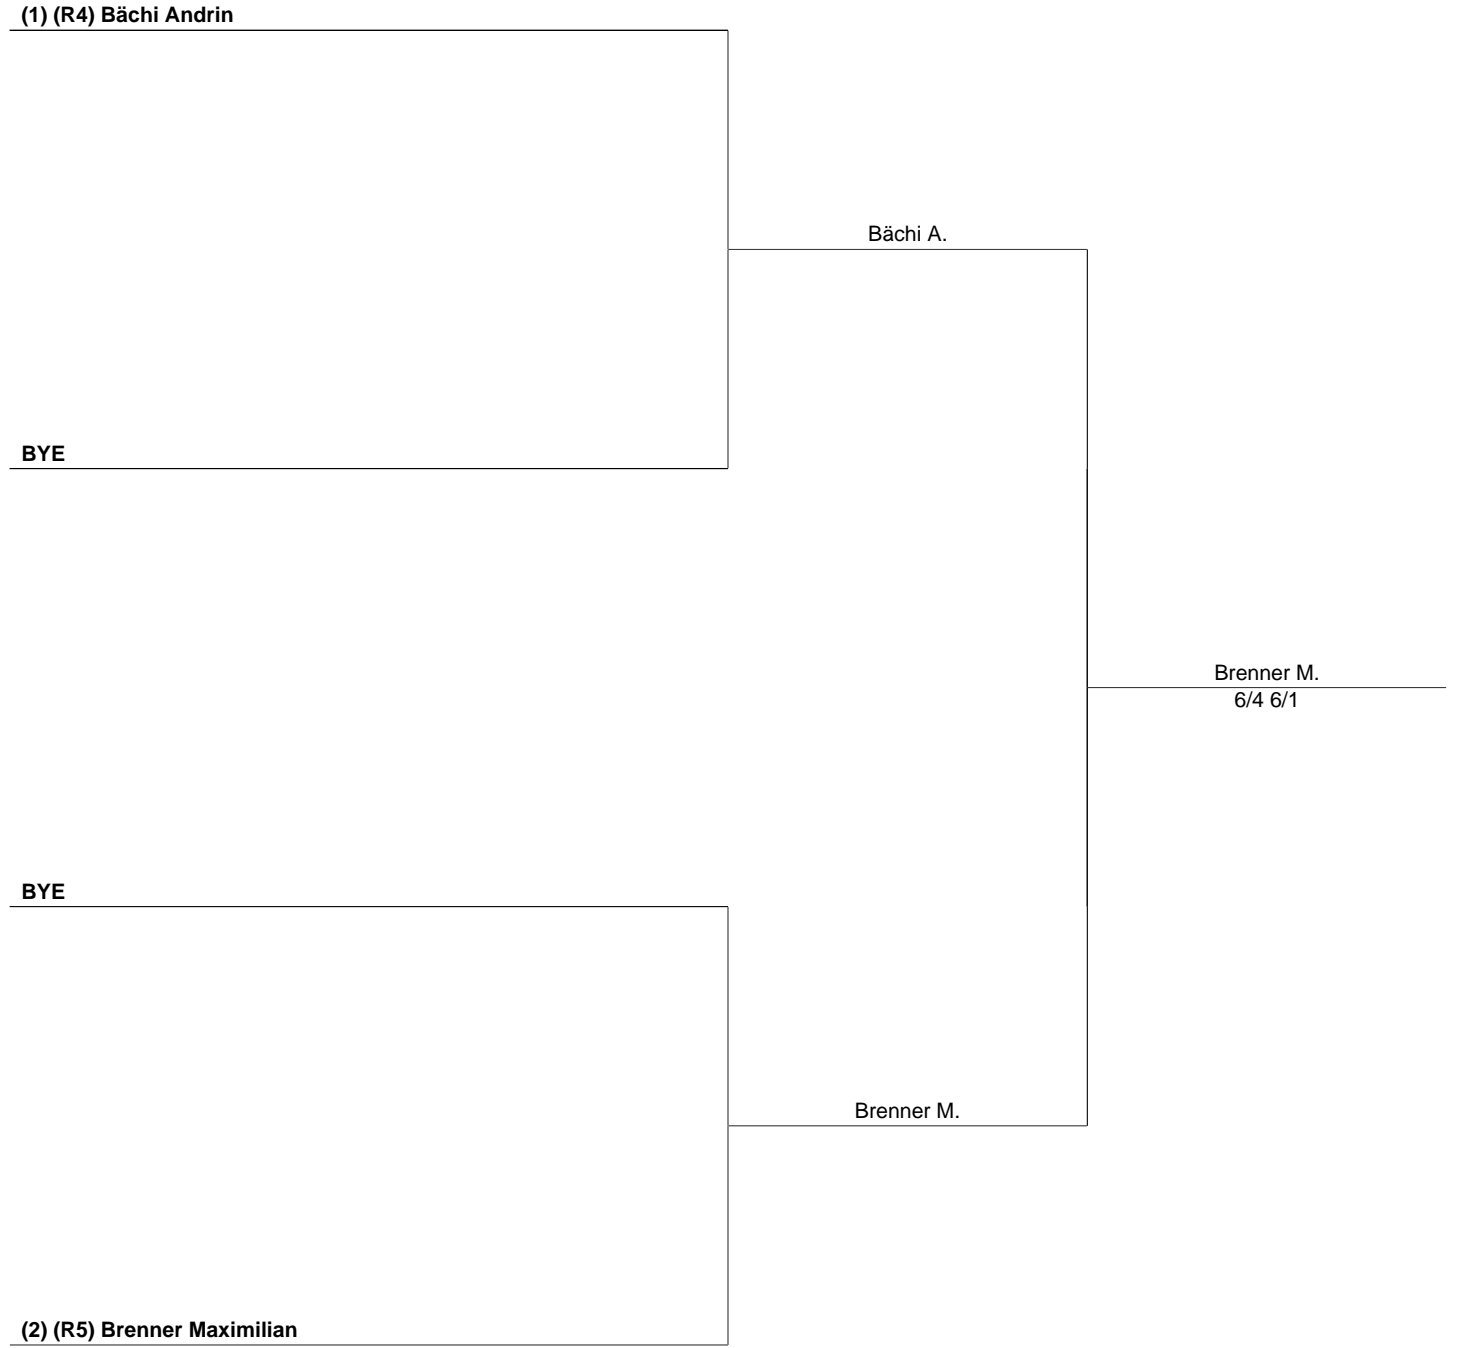 (1) (R4) Bächi Andrin
Bächi A.
BYE
Brenner M.
6/4 6/1
BYE
Brenner M.
(2) (R5) Brenner Maximilian